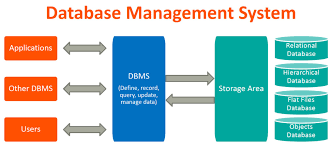 Database Management System
Applications
Other DBMS
Users
DBMS
(Define, record,
query, update,
manage data)
Storage Area
Relational
Database
Hierarchical
Database
Flat Files
Database
Objects
Database